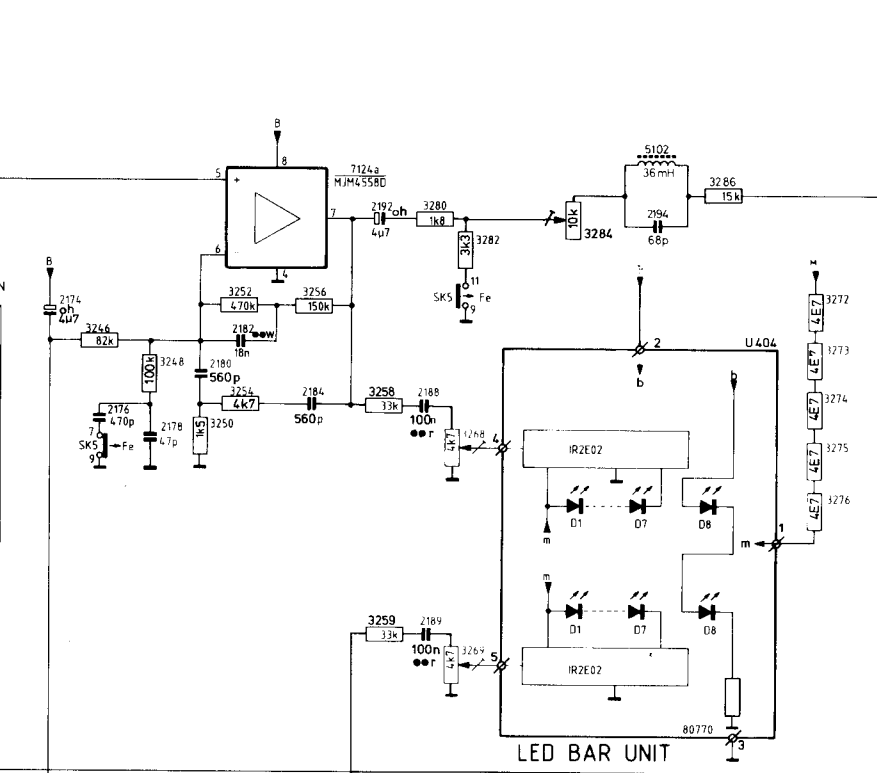 B
8
5
+
7124a
MJM4558D
7
6
4
2192 oh
4µ7
3280
1k8
3k3
3282
11
SK5
Fe
9
10k
3284
5102
36mH
2194
68p
3286
15k
N
B
2174
oh
4µ7
3246
82k
3252
470k
3256
150k
2182 ●●w
18n
3248
100k
2180
560p
3254
4k7
2184
560p
2176
470p
7
SK5
Fe
9
2178
47p
1k5
3250
3258
33k
2188
100n
●●r
4k7
3268
4
2
b
U404
b
IR2E02
D1
D7
D8
m
1
m
3272
4E7
3273
4E7
3274
4E7
3275
4E7
3276
4E7
m
D1
D7
D8
3259
33k
2189
100n
●●r
4k7
3269
5
IR2E02
80770
3
LED BAR UNIT